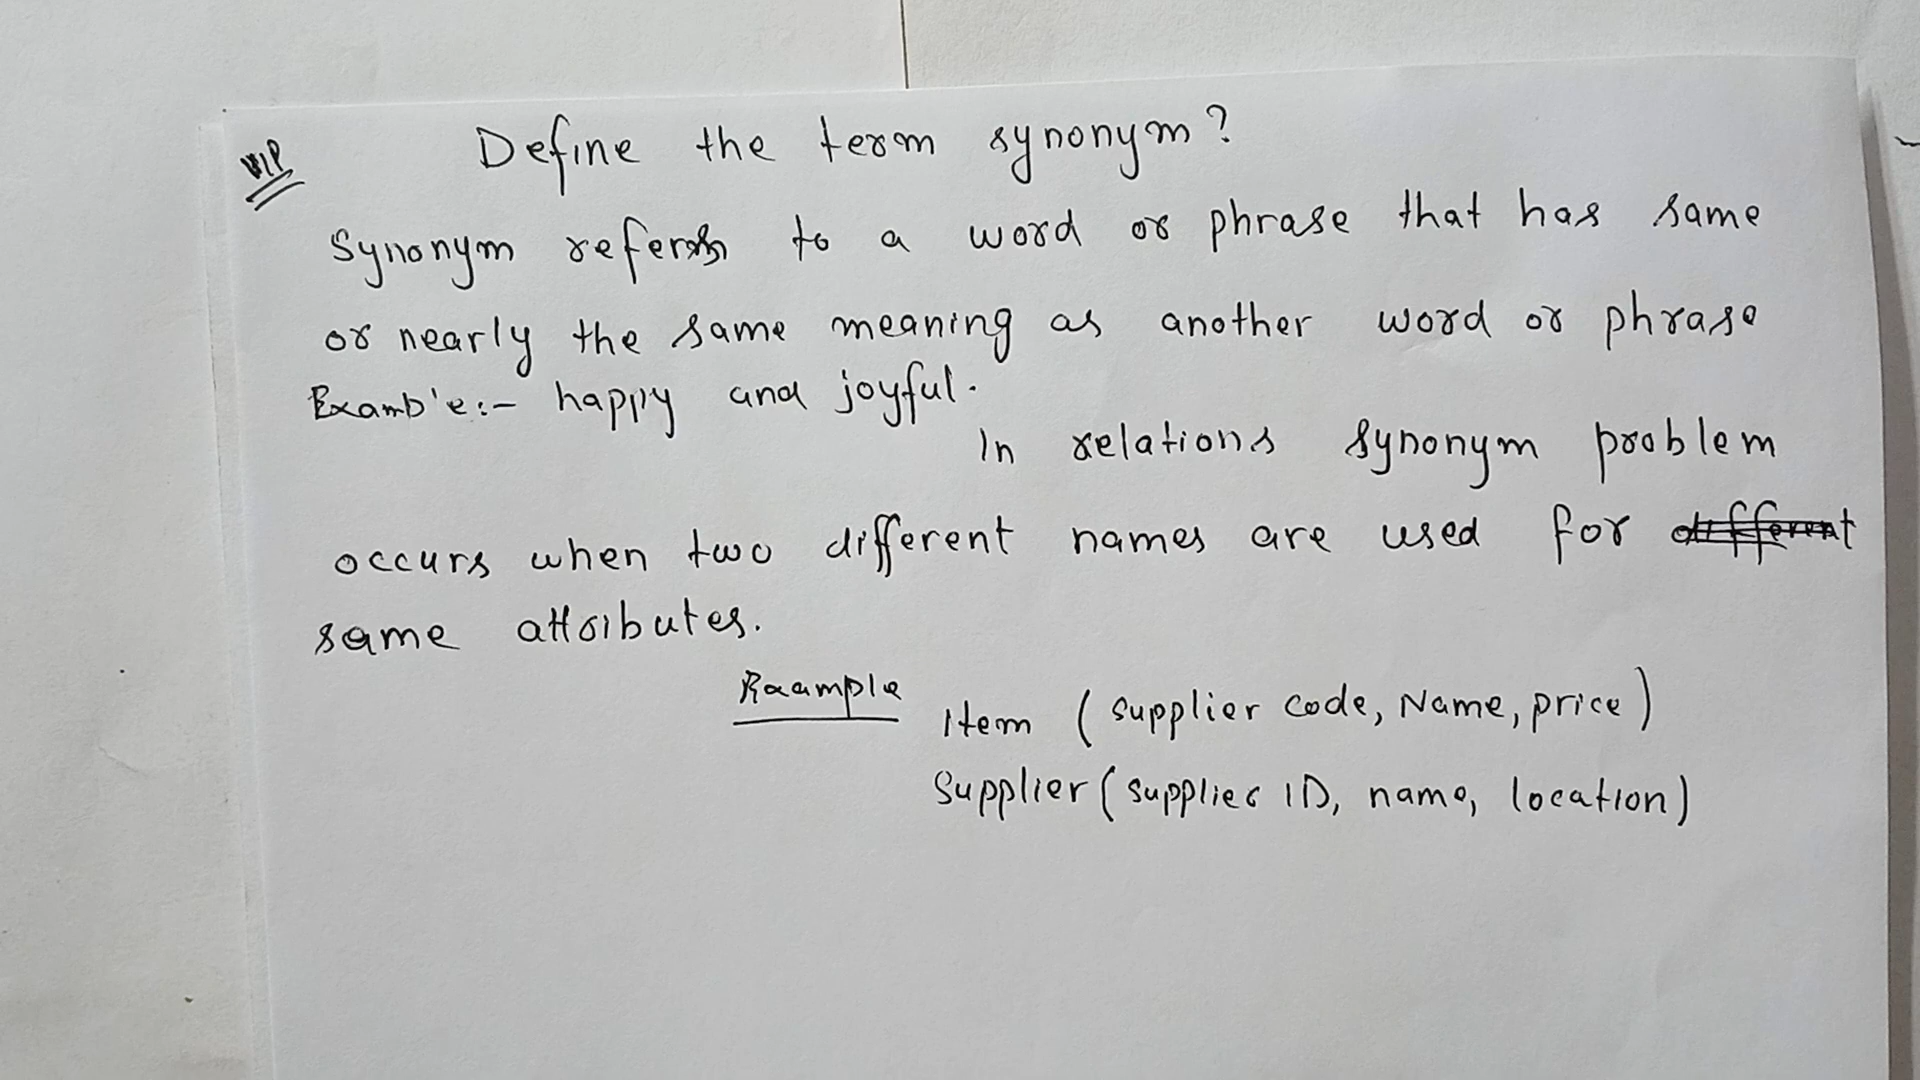 VIP
Define the term synonym?
Synonym refers to a word or phrase that has same
or nearly the same meaning as another word or phrase
Example:- happy and joyful.
In relations synonym problem
occurs when two different names are used for different
same attributes.
Example
Item (supplier code, Name, price)
Supplier (supplier ID, name, location)